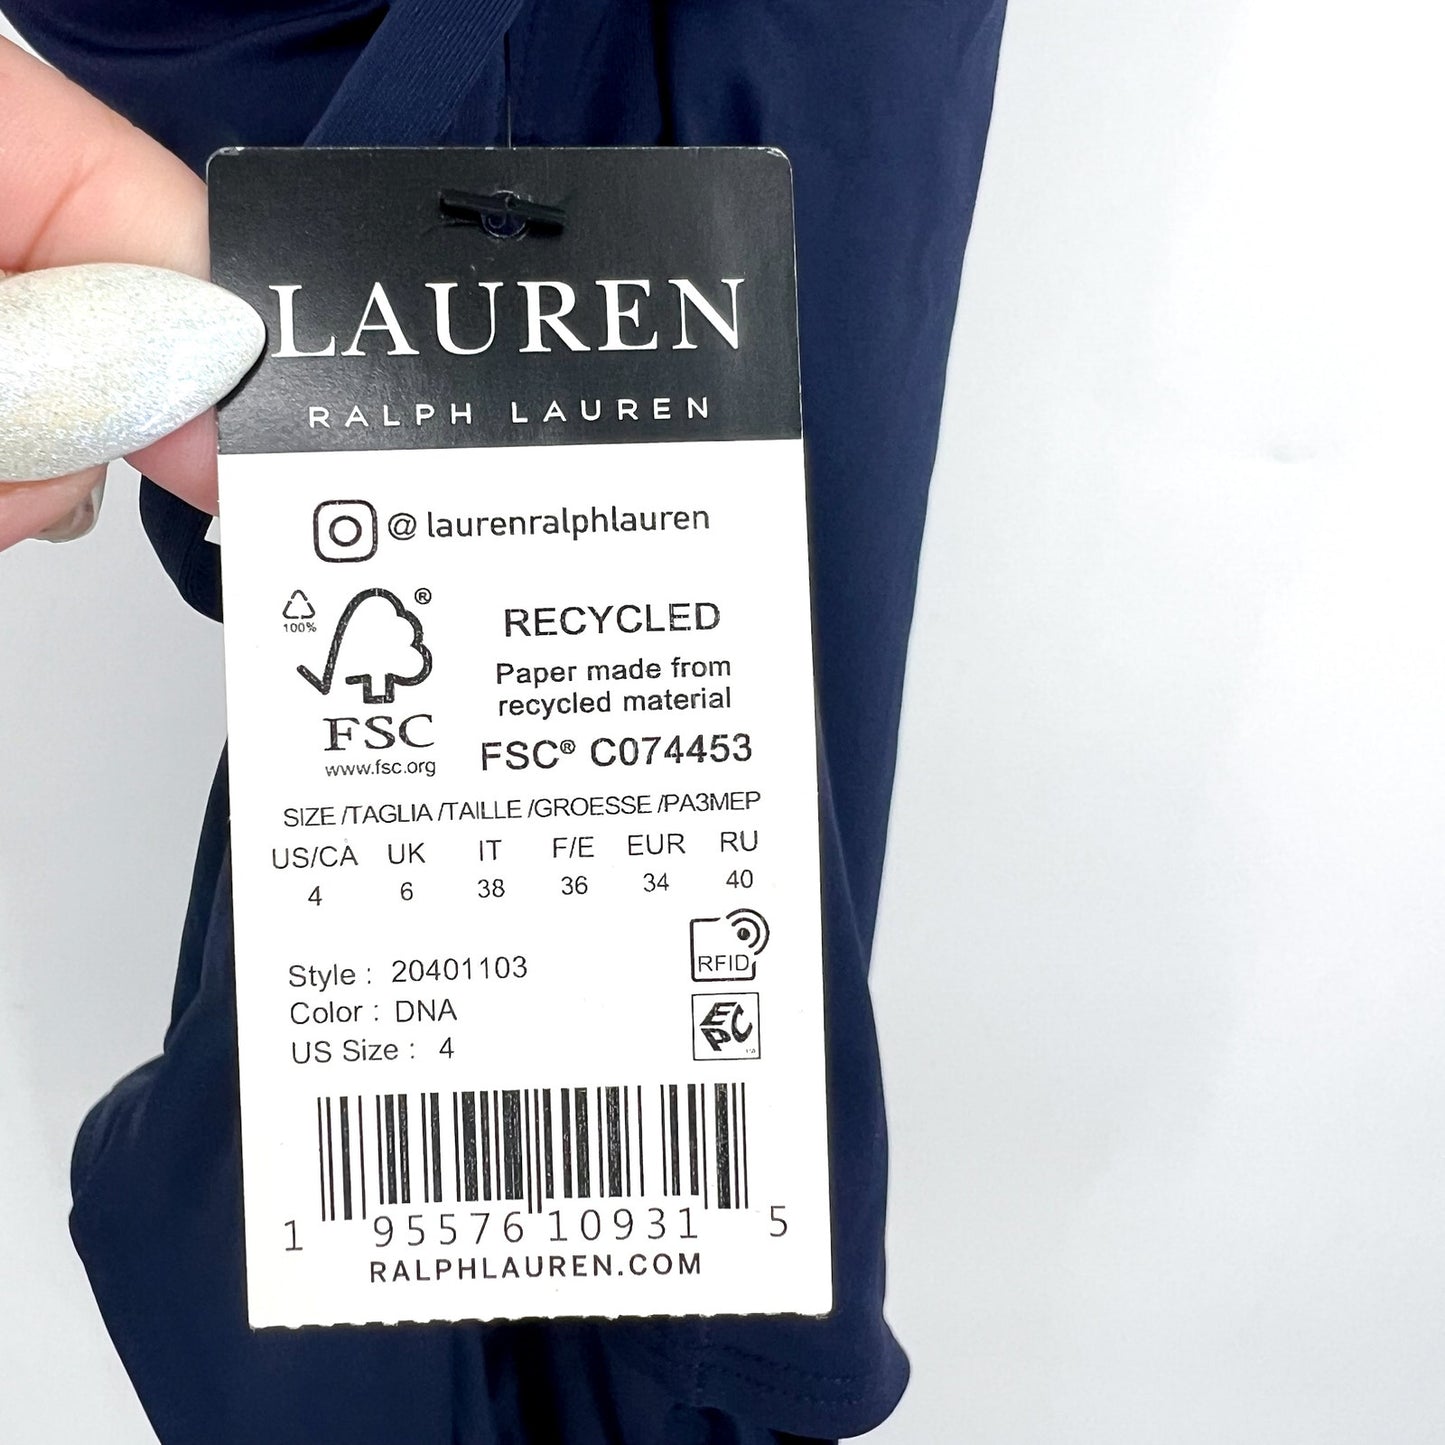 LAUREN
RALPH LAUREN
@ laurenralphlauren
100%
®
FSC
www.fsc.org
RECYCLED
Paper made from
recycled material
FSC® C074453
SIZE /TAGLIA /TAILLE /GROESSE /PA3MEP
US/CA UK IT F/E EUR RU
4 6 38 36 34 40
RFID
Style : 20401103
Color : DNA
US Size : 4
EPC
1 95576 10931 5
RALPHLAUREN.COM